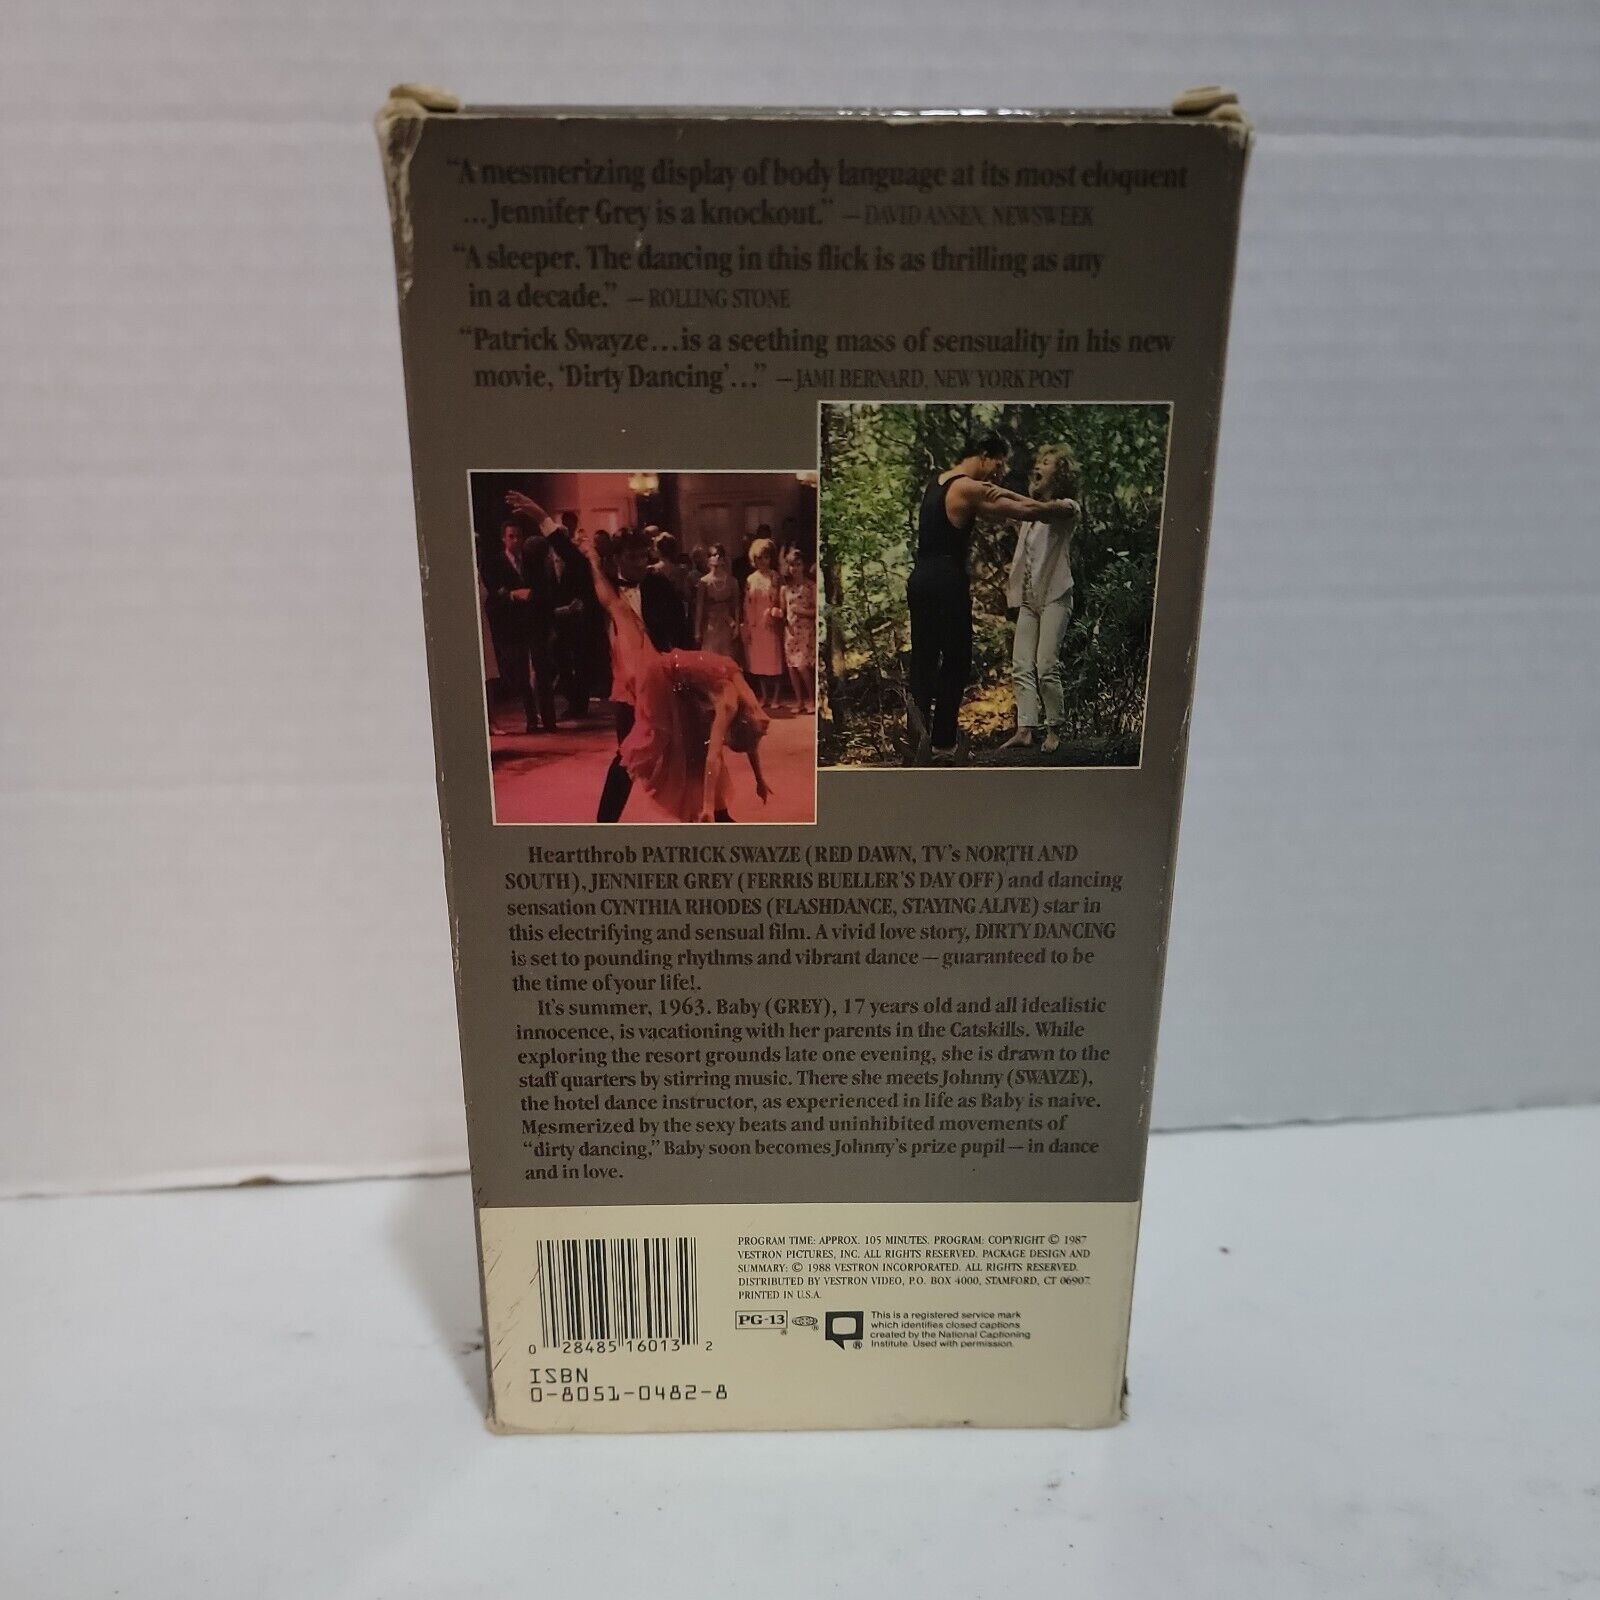 “A mesmerizing display of body language at its most eloquent
...Jennifer Grey is a knockout.” —DAVID ANSEN, NEWSWEEK
“A sleeper. The dancing in this flick is as thrilling as any
in a decade.” —ROLLING STONE
“Patrick Swayze...is a seething mass of sensuality in his new
movie, ‘Dirty Dancing’...” —JAMI BERNARD, NEW YORK POST
Heartthrob PATRICK SWAYZE (RED DAWN, TV's NORTH AND
SOUTH), JENNIFER GREY (FERRIS BUELLER'S DAY OFF) and dancing
sensation CYNTHIA RHODES (FLASHDANCE, STAYING ALIVE) star in
this electrifying and sensual film. A vivid love story, DIRTY DANCING
is set to pounding rhythms and vibrant dance—guaranteed to be
the time of your life!.
It's summer, 1963. Baby (GREY), 17 years old and all idealistic
innocence, is vacationing with her parents in the Catskills. While
exploring the resort grounds late one evening, she is drawn to the
staff quarters by stirring music. There she meets Johnny (SWAYZE),
the hotel dance instructor, as experienced in life as Baby is naive.
Mesmerized by the sexy beats and uninhibited movements of
“dirty dancing,” Baby soon becomes Johnny's prize pupil—in dance
and in love.
PROGRAM TIME: APPROX. 105 MINUTES. PROGRAM: COPYRIGHT © 1987
VESTRON PICTURES, INC. ALL RIGHTS RESERVED. PACKAGE DESIGN AND
SUMMARY: © 1988 VESTRON INCORPORATED. ALL RIGHTS RESERVED.
DISTRIBUTED BY VESTRON VIDEO, P.O. BOX 4000, STAMFORD, CT 06907.
PRINTED IN U.S.A.
PG-13 ®
® ®
This is a registered service mark
which identifies closed captions
created by the National Captioning
Institute. Used with permission.
0 28485 16013 2
ISBN
0-8051-0482-8